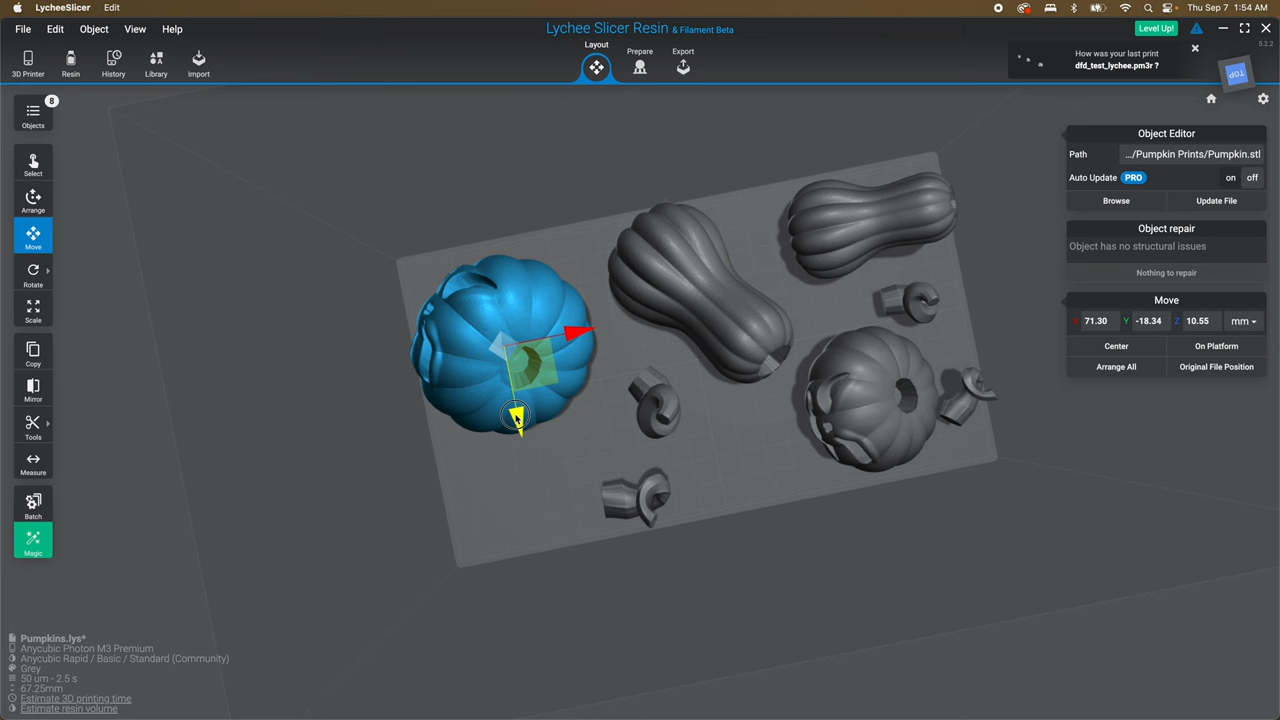 LycheeSlicer Edit
Thu Sep 7 1:54 AM
File Edit Object View Help
Lychee Slicer Resin & Filament Beta
Level Up!
5.2.2
3D Printer
Resin
History
Library
Import
Layout
Prepare
Export
How was your last print
dfd_test_lychee.pm3r ?
TOP
8
Objects
Select
Arrange
Move
Rotate
Scale
Copy
Mirror
Tools
Measure
Batch
Magic
Object Editor
Path .../Pumpkin Prints/Pumpkin.stl
Auto Update PRO on off
Browse Update File
Object repair
Object has no structural issues
Nothing to repair
Move
X 71.30 Y -18.34 Z 10.55 mm
Center On Platform
Arrange All Original File Position
Pumpkins.lys*
Anycubic Photon M3 Premium
Anycubic Rapid / Basic / Standard (Community)
Grey
50 um - 2.5 s
67.25mm
Estimate 3D printing time
Estimate resin volume